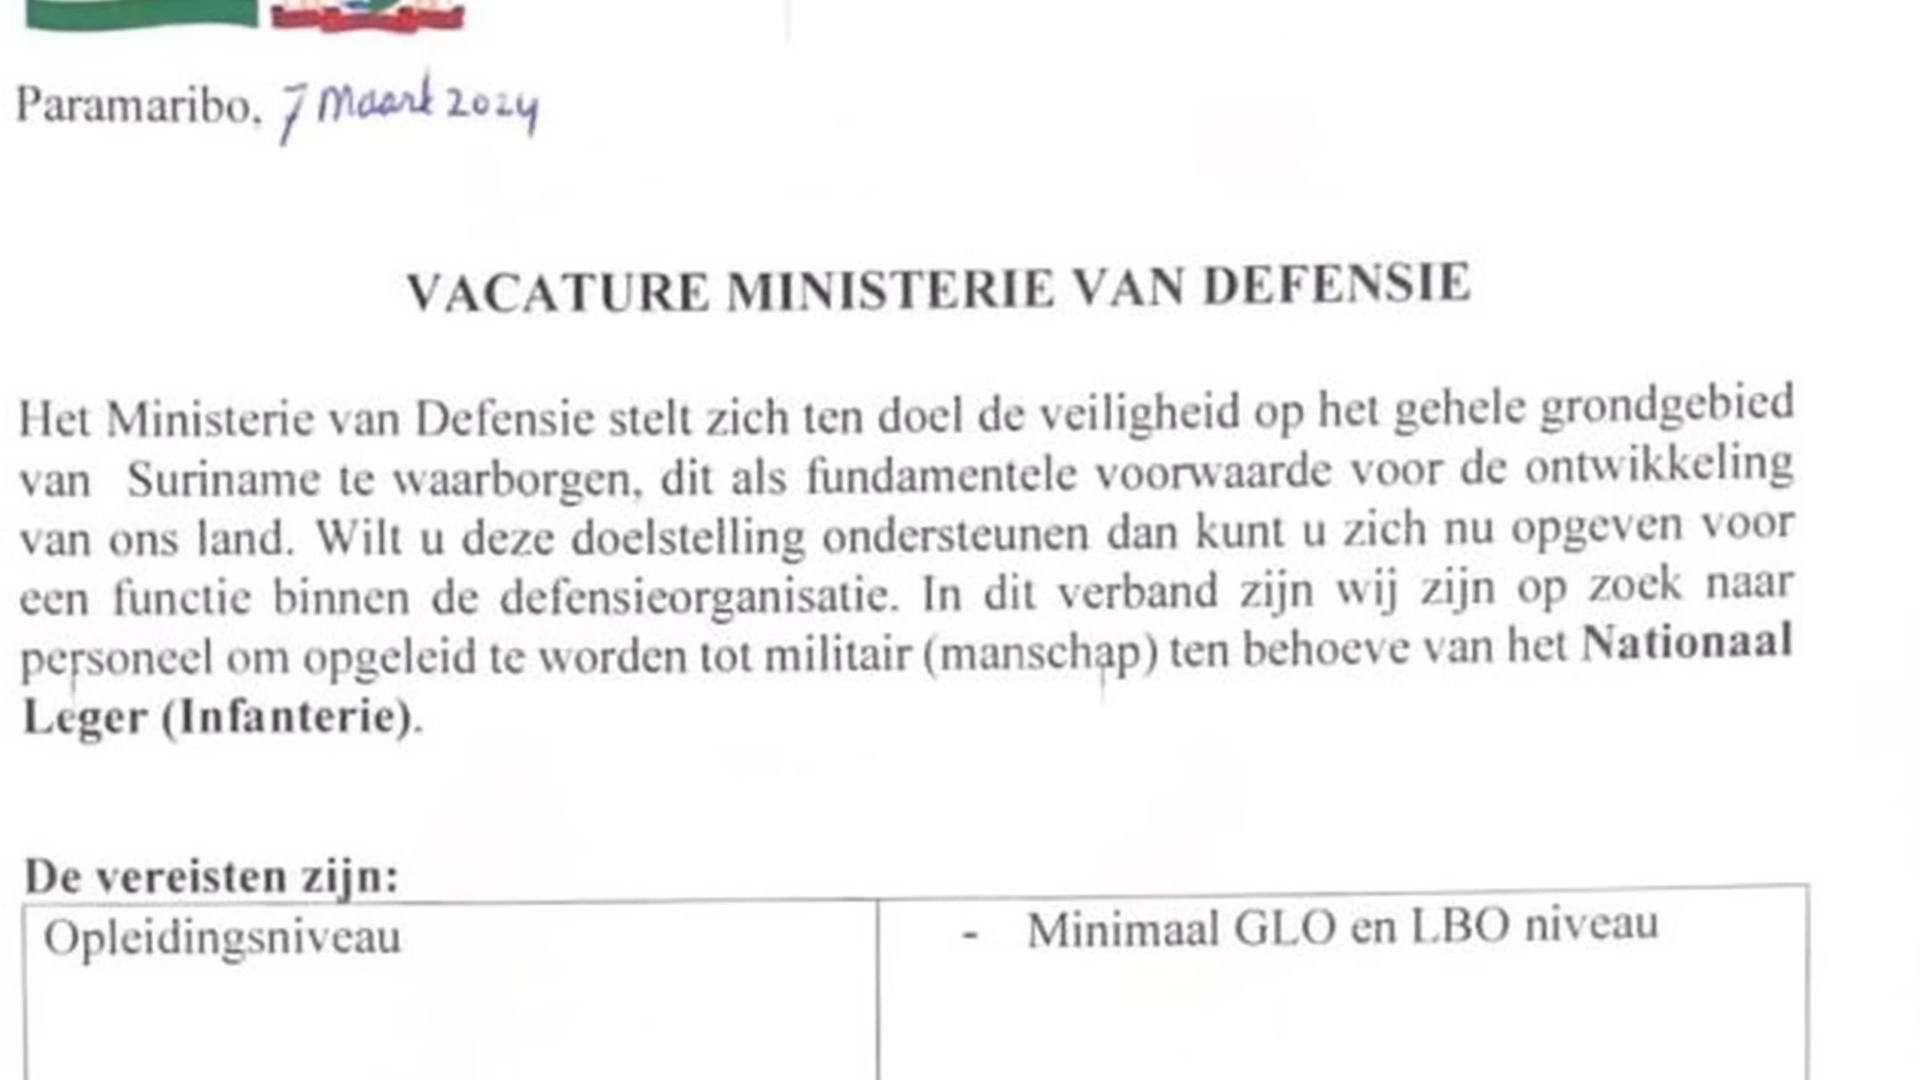 Paramaribo, 7 Maart 2024
VACATURE MINISTERIE VAN DEFENSIE
Het Ministerie van Defensie stelt zich ten doel de veiligheid op het gehele grondgebied
van Suriname te waarborgen, dit als fundamentele voorwaarde voor de ontwikkeling
van ons land. Wilt u deze doelstelling ondersteunen dan kunt u zich nu opgeven voor
een functie binnen de defensieorganisatie. In dit verband zijn wij zijn op zoek naar
personeel om opgeleid te worden tot militair (manschap) ten behoeve van het Nationaal
Leger (Infanterie).
De vereisten zijn:
Opleidingsniveau
- Minimaal GLO en LBO niveau